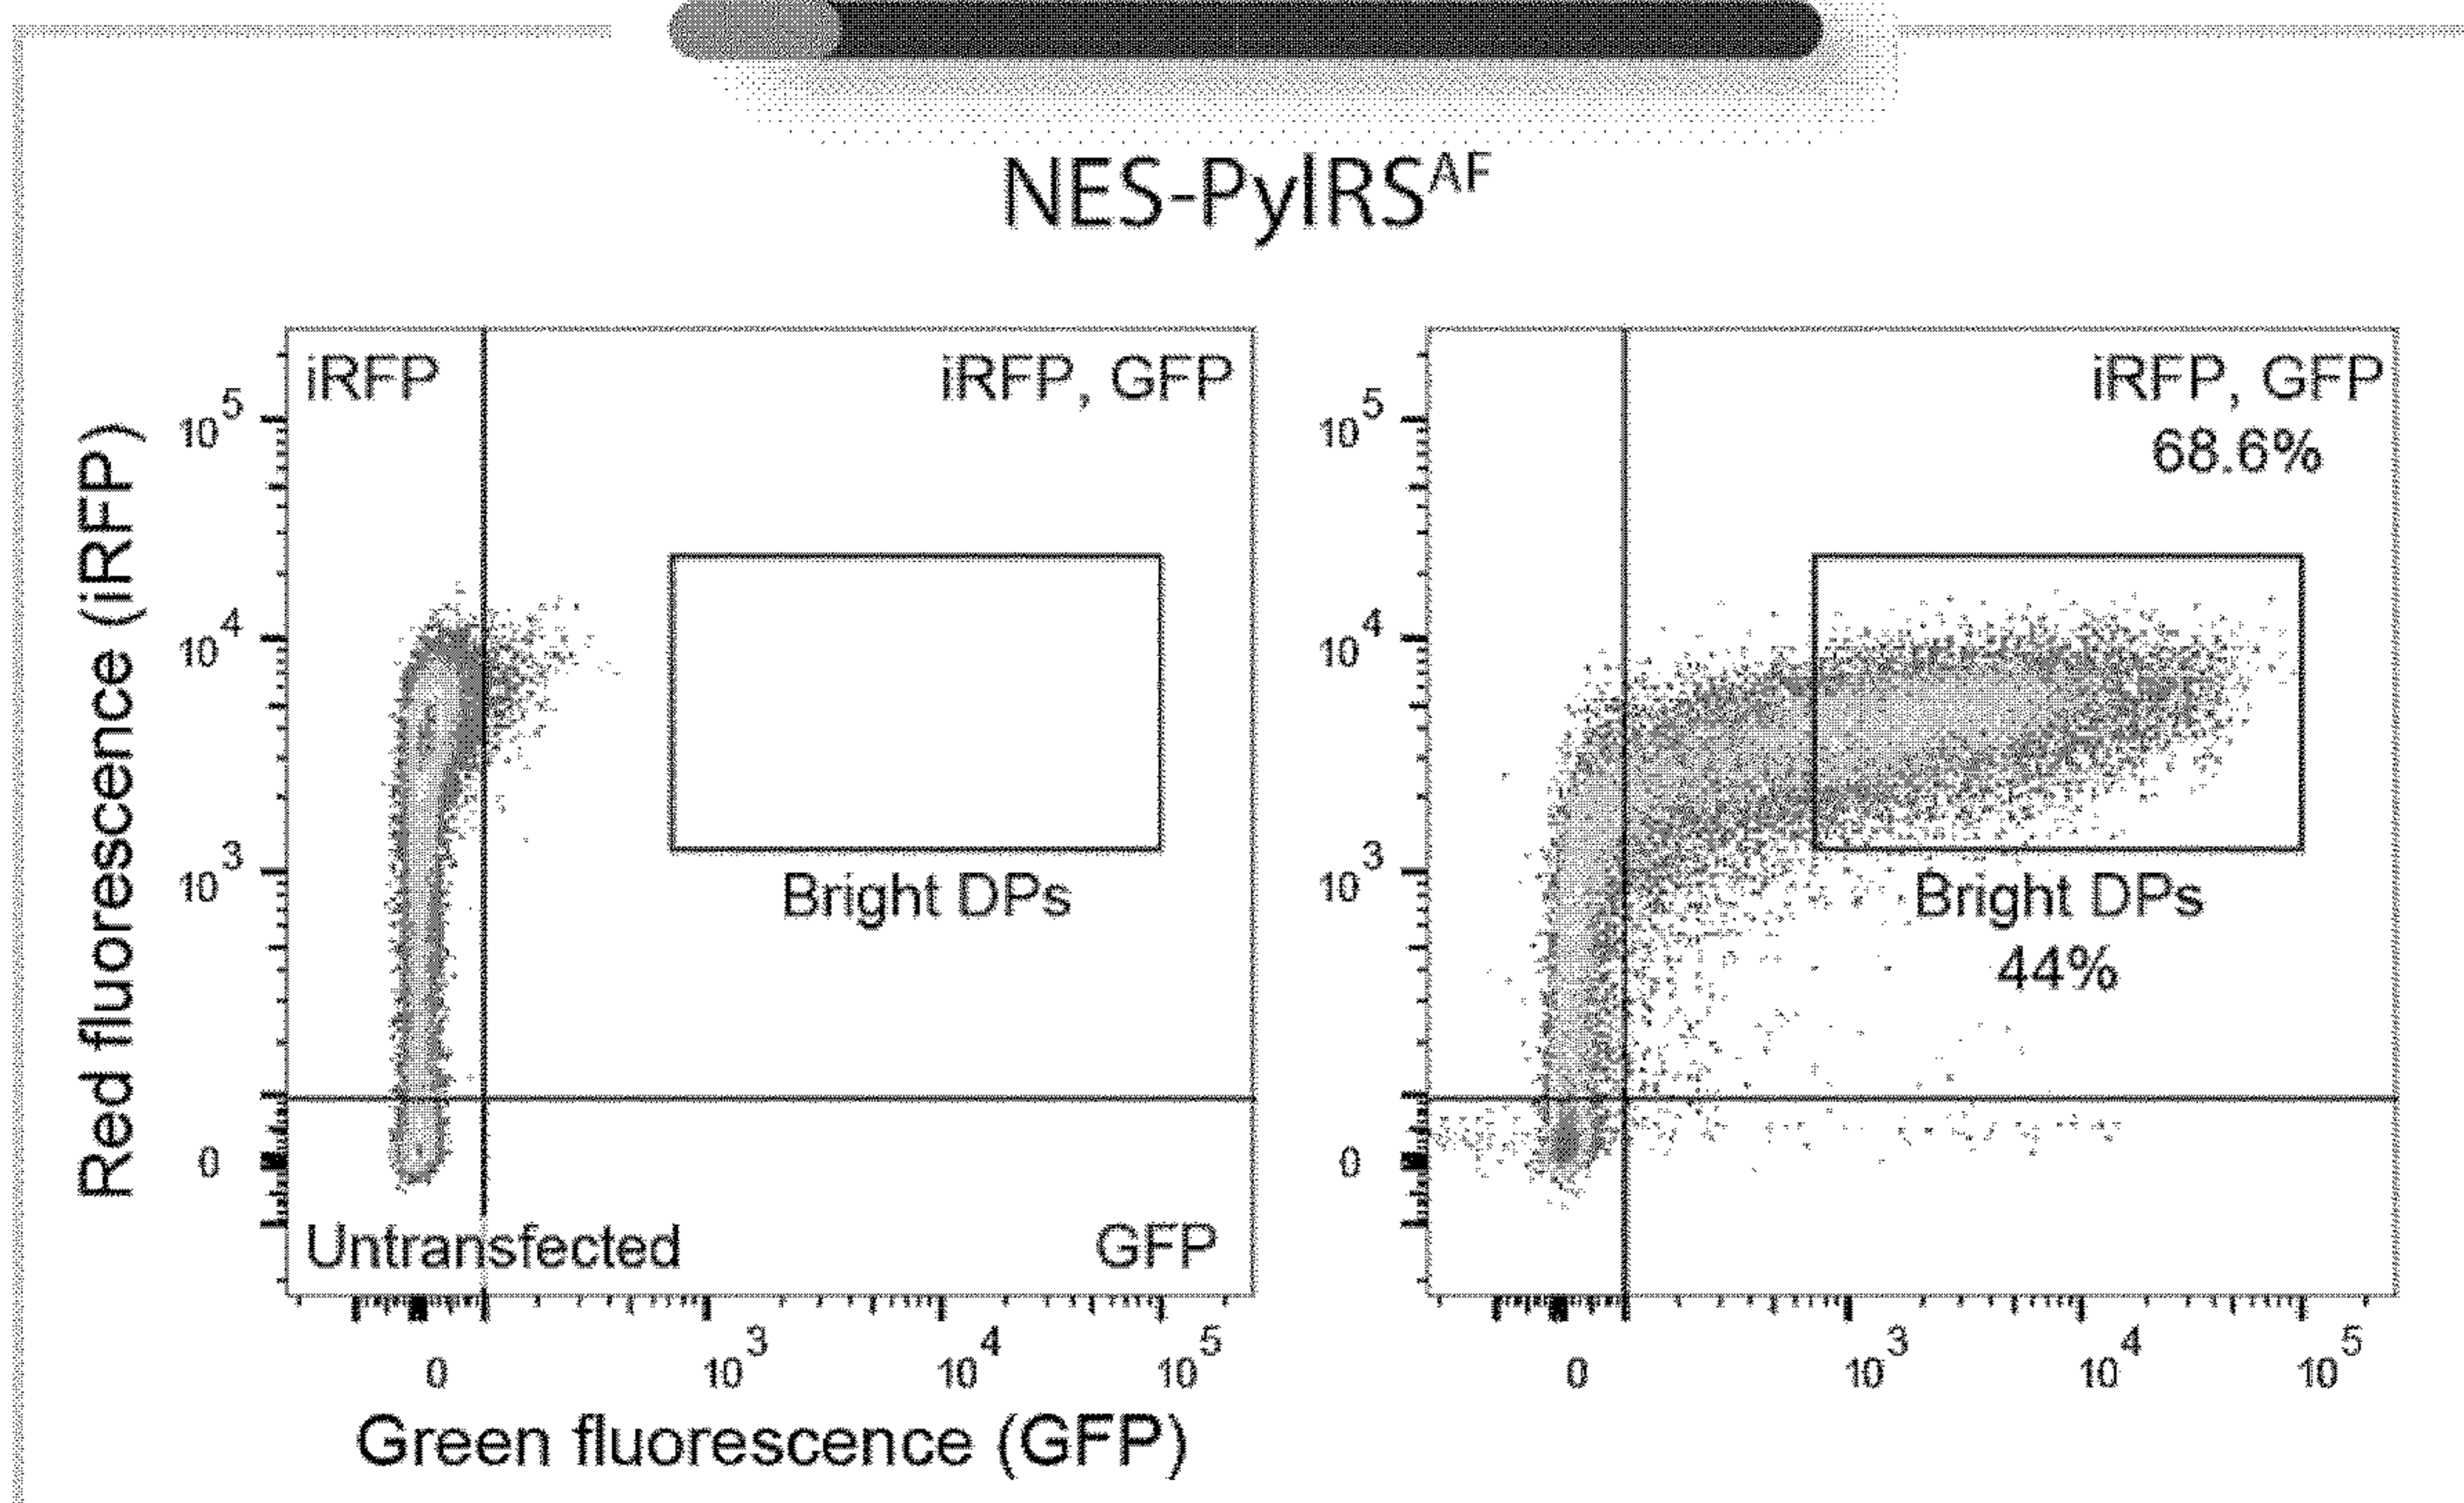 NES-PylRSAF
iRFP
iRFP, GFP
10^5
10^4
10^3
0
Red fluorescence (iRFP)
Bright DPs
Untransfected
GFP
0
10^3
10^4
10^5
Green fluorescence (GFP)
iRFP, GFP
68.6%
10^5
10^4
10^3
0
Bright DPs
44%
0
10^3
10^4
10^5